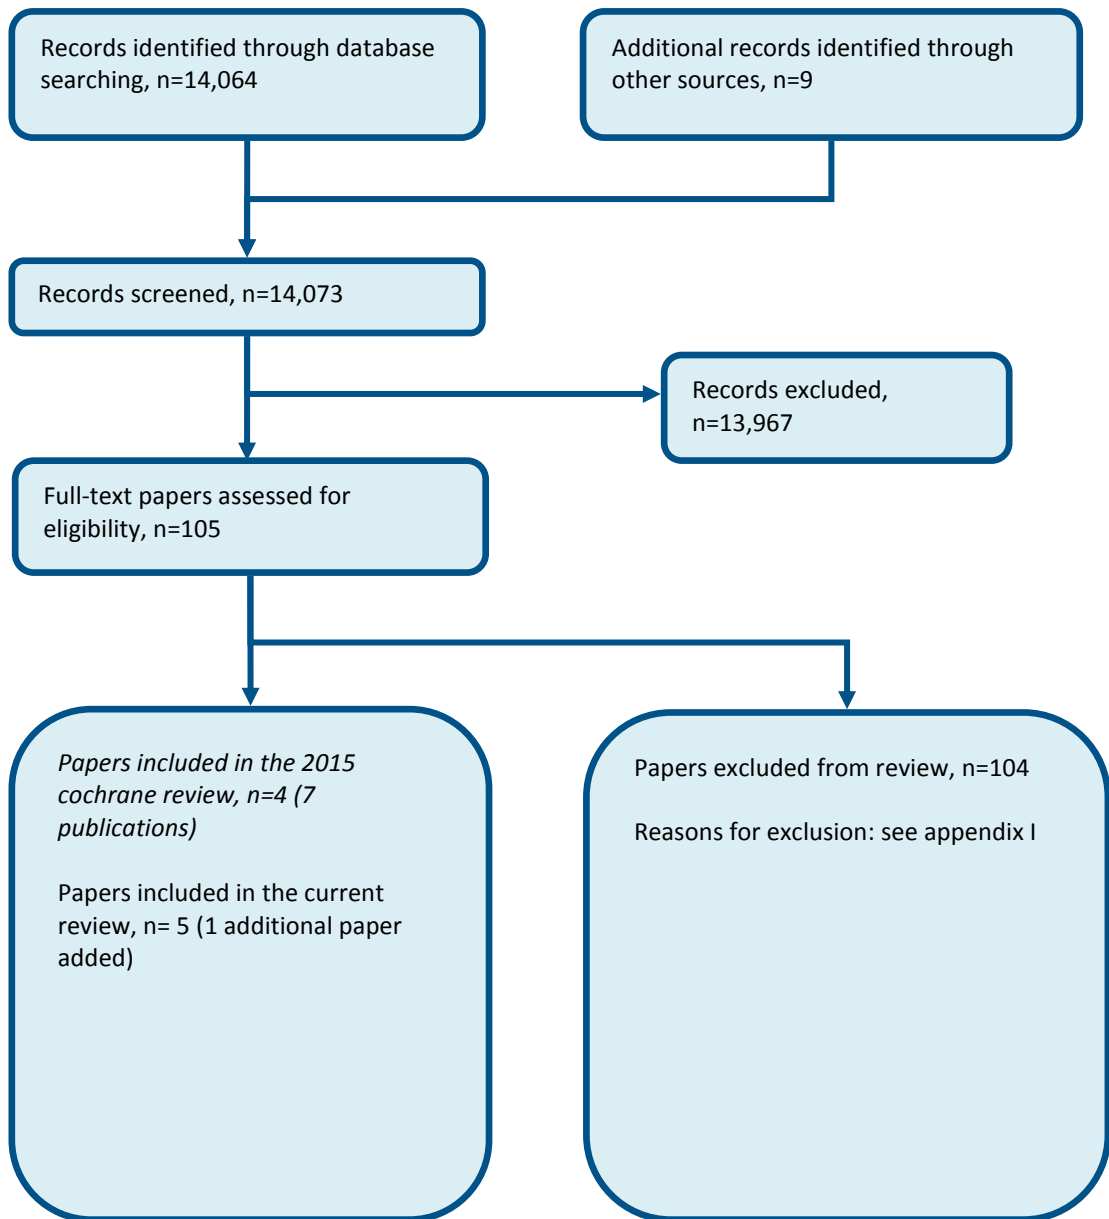 Records identified through database
searching, n=14,064
Additional records identified through
other sources, n=9
Records screened, n=14,073
Records excluded,
n=13,967
Full-text papers assessed for
eligibility, n=105
Papers included in the 2015
cochrane review, n=4 (7
publications)
Papers included in the current
review, n= 5 (1 additional paper
added)
Papers excluded from review, n=104
Reasons for exclusion: see appendix I